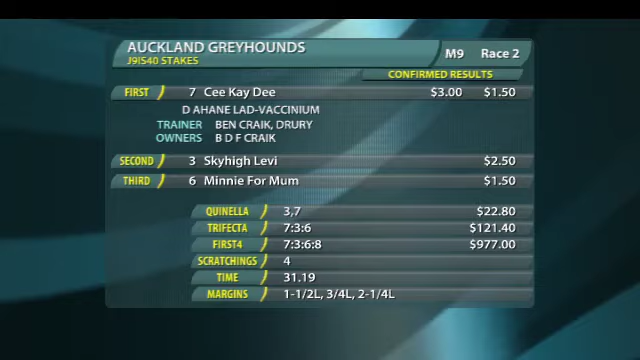 AUCKLAND GREYHOUNDS M9 Race 2
J9IS40 STAKES
CONFIRMED RESULTS
FIRST 7 Cee Kay Dee $3.00 $1.50
D AHANE LAD-VACCINIUM
TRAINER BEN CRAIK, DRURY
OWNERS B D F CRAIK
SECOND 3 Skyhigh Levi $2.50
THIRD 6 Minnie For Mum $1.50
QUINELLA 3,7 $22.80
TRIFECTA 7:3:6 $121.40
FIRST4 7:3:6:8 $977.00
SCRATCHINGS 4
TIME 31.19
MARGINS 1-1/2L, 3/4L, 2-1/4L